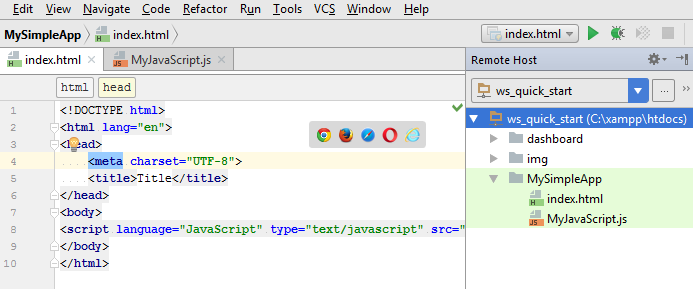 View Navigate Code Refactor Run Tools VCS Window Help
MySimpleApp index.html index.html
index.html MyJavaScript.js
html head
1 <!DOCTYPE html>
2 <html lang="en">
3 <head>
4 <meta charset="UTF-8">
5 <title>Title</title>
6 </head>
7 <body>
8 <script language="JavaScript" type="text/javascript" src="
9 </body>
10 </html>
Remote Host
ws_quick_start ...
ws_quick_start (C:\xampp\htdocs)
dashboard
img
MySimpleApp
index.html
MyJavaScript.js